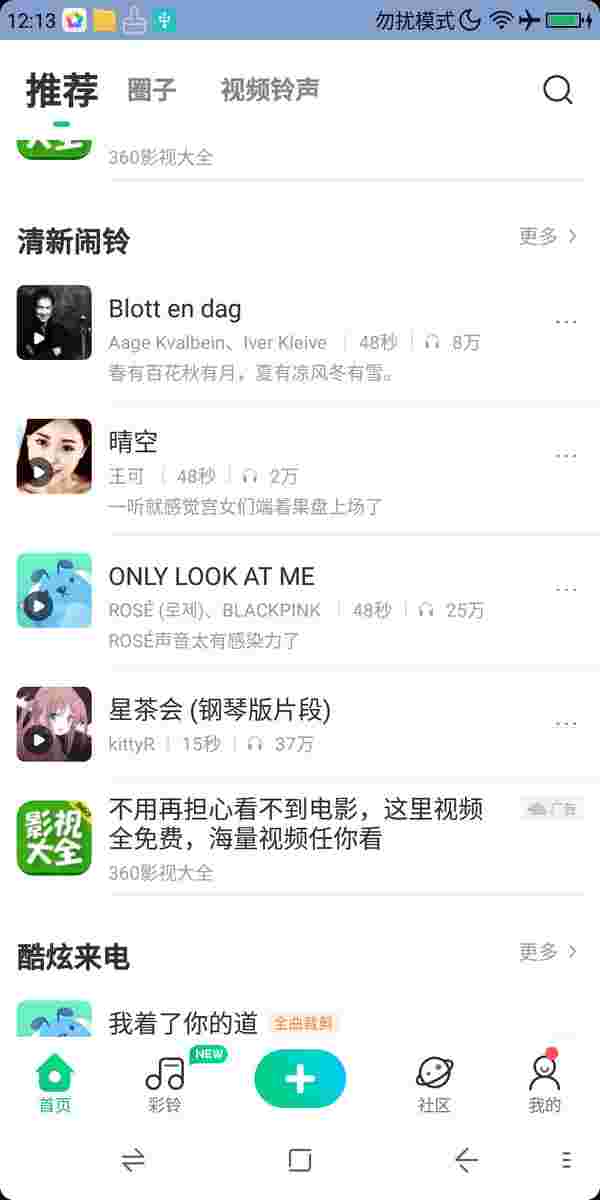 12:13 勿扰模式
推荐 圈子 视频铃声
大全
360影视大全
清新闹铃 更多
Blott en dag
Aage Kvalbein、Iver Kleive 48秒 8万
春有百花秋有月，夏有凉风冬有雪。
晴空
王可 48秒 2万
一听就感觉宫女们端着果盘上场了
ONLY LOOK AT ME
ROSÉ (로제)、BLACKPINK 48秒 25万
ROSÉ声音太有感染力了
星茶会 (钢琴版片段)
kittyR 15秒 37万
影视
大全
不用再担心看不到电影，这里视频 广告
全免费，海量视频任你看
360影视大全
酷炫来电 更多
我着了你的道 全曲裁剪
NEW
首页 彩铃 社区 我的